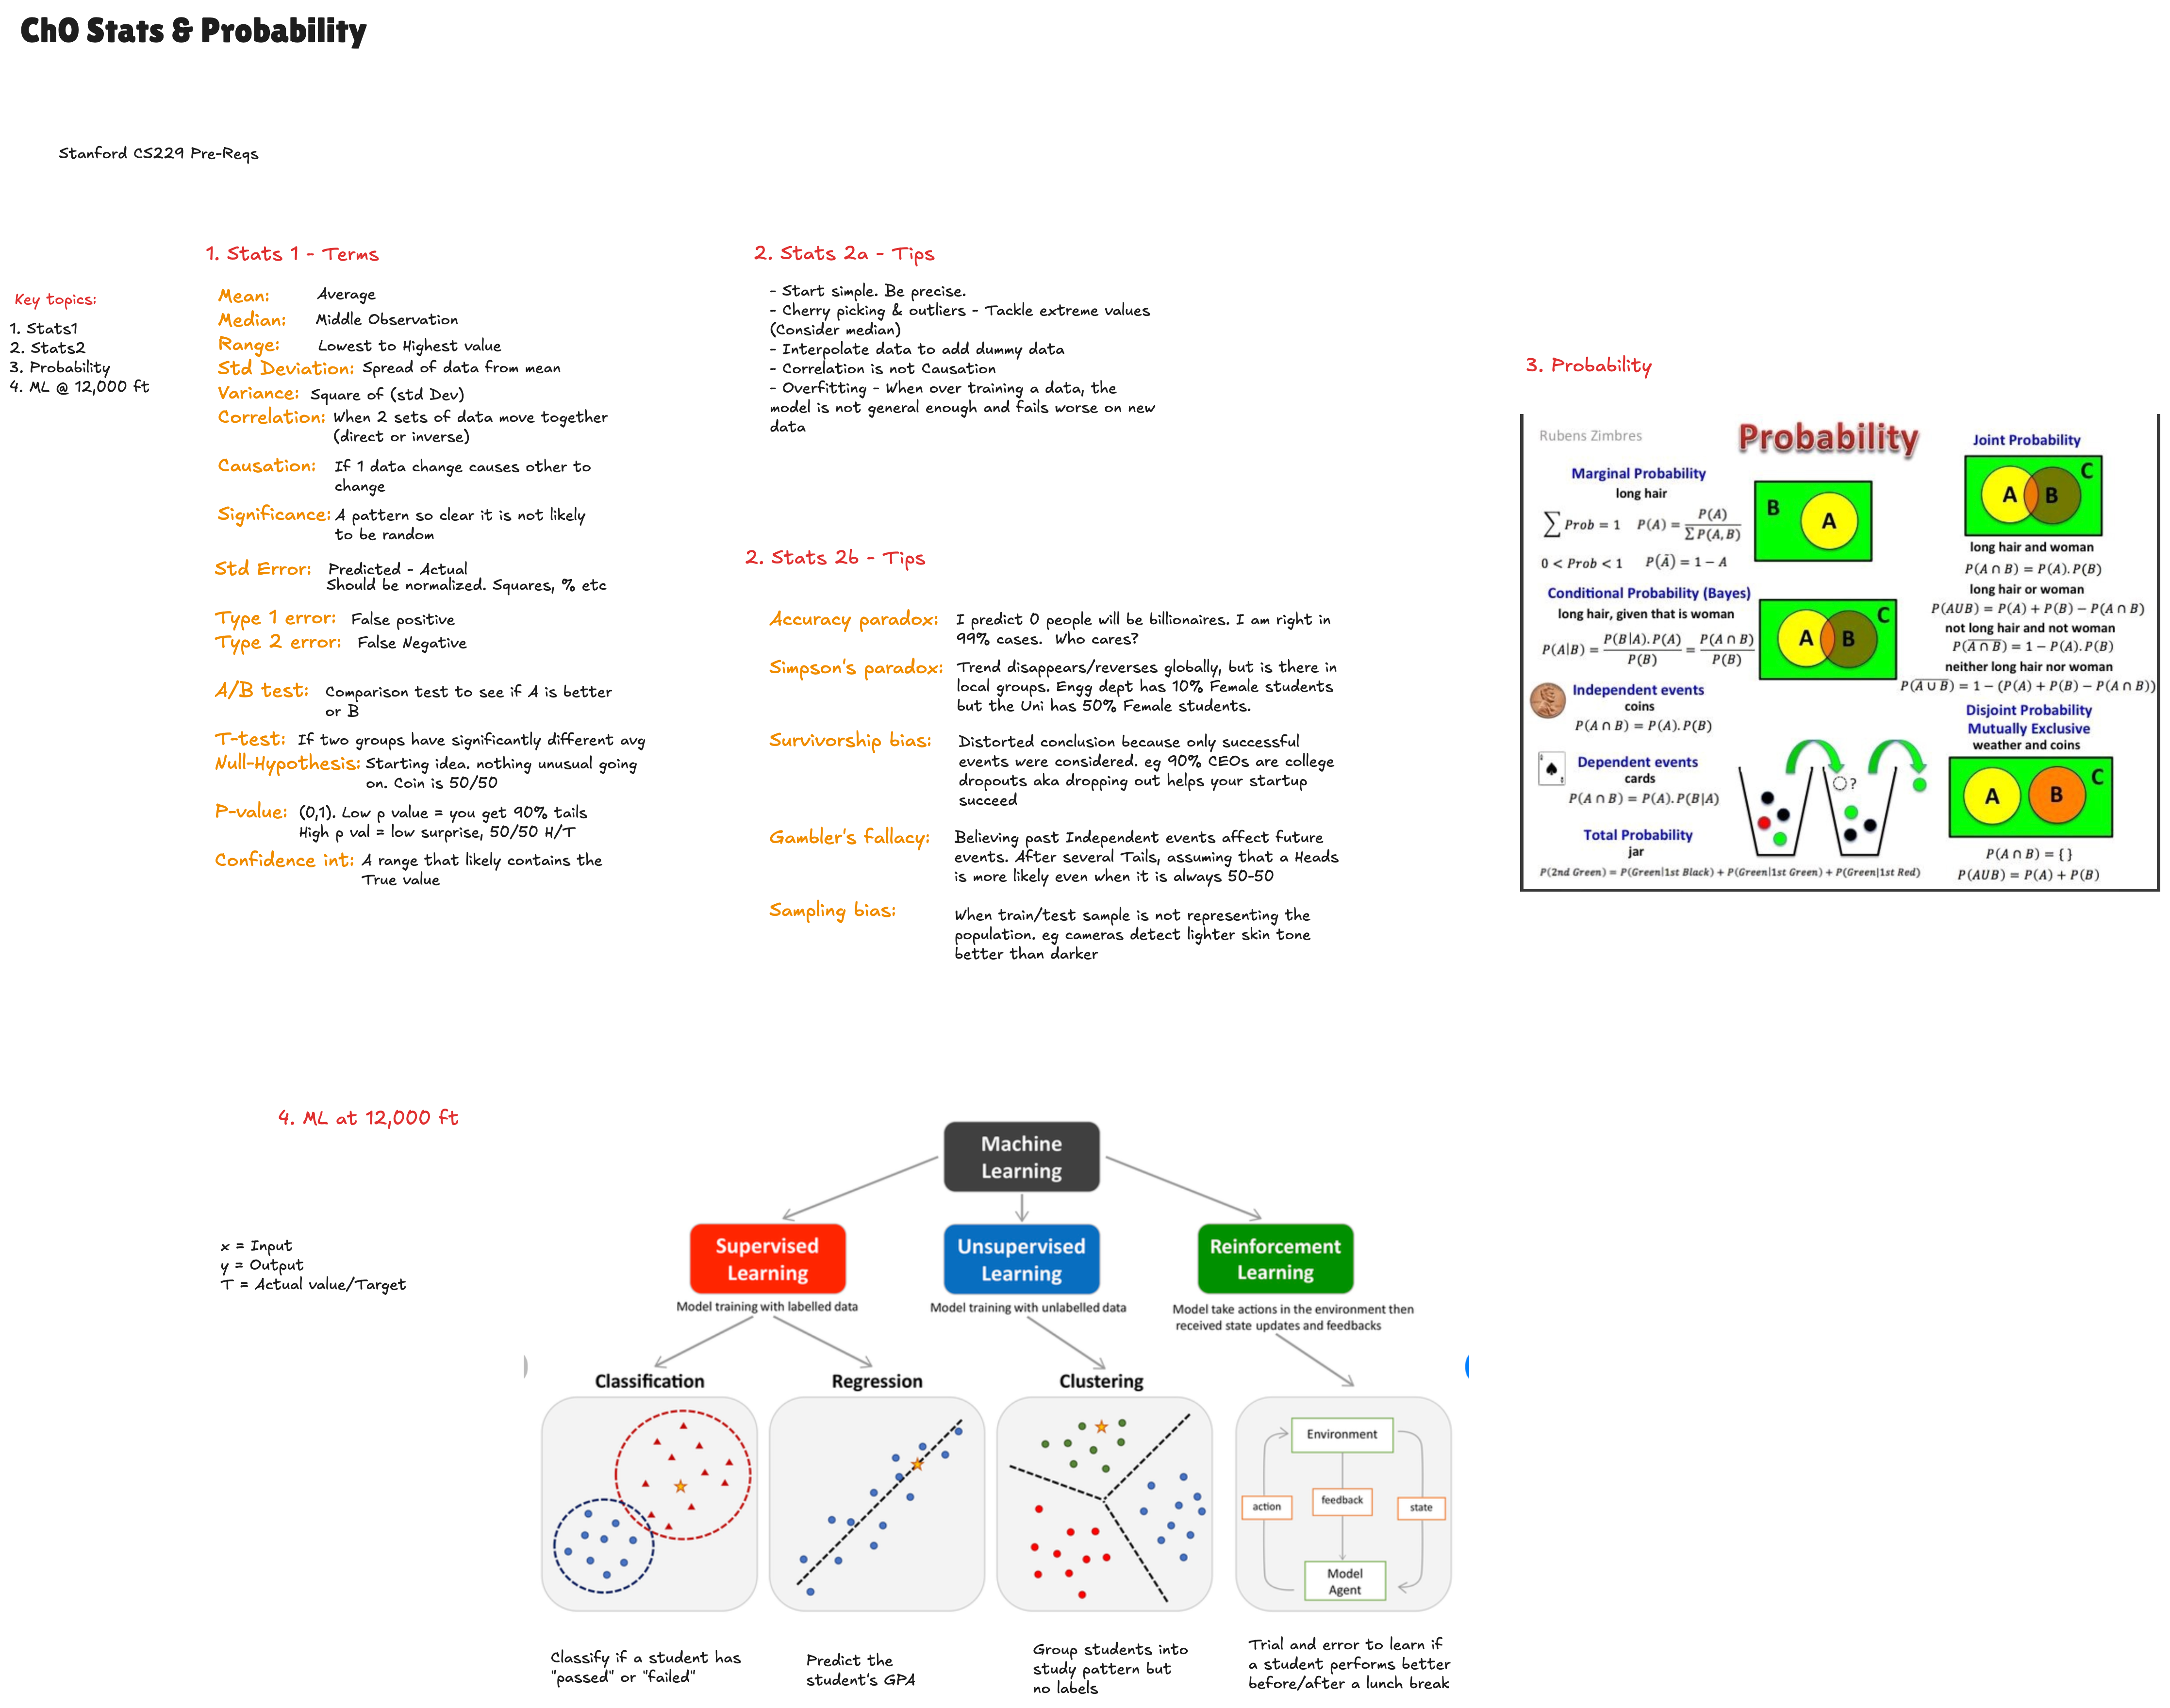 Ch0 Stats & Probability
Stanford CS229 Pre-Reqs
Key topics:
1. Stats1
2. Stats2
3. Probability
4. ML @ 12,000 ft
1. Stats 1 - Terms
Mean: Average
Median: Middle Observation
Range: Lowest to Highest value
Std Deviation: Spread of data from mean
Variance: Square of (std Dev)
Correlation: When 2 sets of data move together
(direct or inverse)
Causation: If 1 data change causes other to
change
Significance: A pattern so clear it is not likely
to be random
Std Error: Predicted - Actual
Should be normalized. Squares, % etc
Type 1 error: False positive
Type 2 error: False Negative
A/B test: Comparison test to see if A is better
or B
T-test: If two groups have significantly different avg
Null-Hypothesis: Starting idea. nothing unusual going
on. Coin is 50/50
P-value: (0,1). Low p value = you get 90% tails
High p val = low surprise, 50/50 H/T
Confidence int: A range that likely contains the
True value
2. Stats 2a - Tips
- Start simple. Be precise.
- Cherry picking & outliers - Tackle extreme values
(Consider median)
- Interpolate data to add dummy data
- Correlation is not Causation
- Overfitting - When over training a data, the
model is not general enough and fails worse on new
data
2. Stats 2b - Tips
Accuracy paradox: I predict 0 people will be billionaires. I am right in
99% cases. Who cares?
Simpson's paradox: Trend disappears/reverses globally, but is there in
local groups. Engg dept has 10% Female students
but the Uni has 50% Female students.
Survivorship bias: Distorted conclusion because only successful
events were considered. eg 90% CEOs are college
dropouts aka dropping out helps your startup
succeed
Gambler's fallacy: Believing past Independent events affect future
events. After several Tails, assuming that a Heads
is more likely even when it is always 50-50
Sampling bias: When train/test sample is not representing the
population. eg cameras detect lighter skin tone
better than darker
3. Probability
Rubens Zimbres
Probability
Marginal Probability
long hair
∑ Prob = 1 P(A) = P(A) / ∑ P(A, B)
0 < Prob < 1 P(Ā) = 1 − A
B A
Conditional Probability (Bayes)
long hair, given that is woman
P(A|B) = P(B|A). P(A) / P(B) = P(A ∩ B) / P(B)
A B C
Independent events
coins
P(A ∩ B) = P(A). P(B)
Dependent events
cards
P(A ∩ B) = P(A). P(B|A)
Total Probability
jar
?
P(2nd Green) = P(Green|1st Black) + P(Green|1st Green) + P(Green|1st Red)
Joint Probability
A B C
long hair and woman
P(A ∩ B) = P(A). P(B)
long hair or woman
P(AUB) = P(A) + P(B) − P(A ∩ B)
not long hair and not woman
P(A̅ ∩̅ B̅) = 1 − P(A). P(B)
neither long hair nor woman
P(A̅ ∪̅ B̅) = 1 − (P(A) + P(B) − P(A ∩ B))
Disjoint Probability
Mutually Exclusive
weather and coins
A B C
P(A ∩ B) = { }
P(AUB) = P(A) + P(B)
4. ML at 12,000 ft
x = Input
y = Output
T = Actual value/Target
Machine
Learning
Supervised
Learning
Model training with labelled data
Unsupervised
Learning
Model training with unlabelled data
Reinforcement
Learning
Model take actions in the environment then
received state updates and feedbacks
Classification
Regression
Clustering
Environment
action
feedback
state
Model
Agent
Classify if a student has
"passed" or "failed"
Predict the
student's GPA
Group students into
study pattern but
no labels
Trial and error to learn if
a student performs better
before/after a lunch break